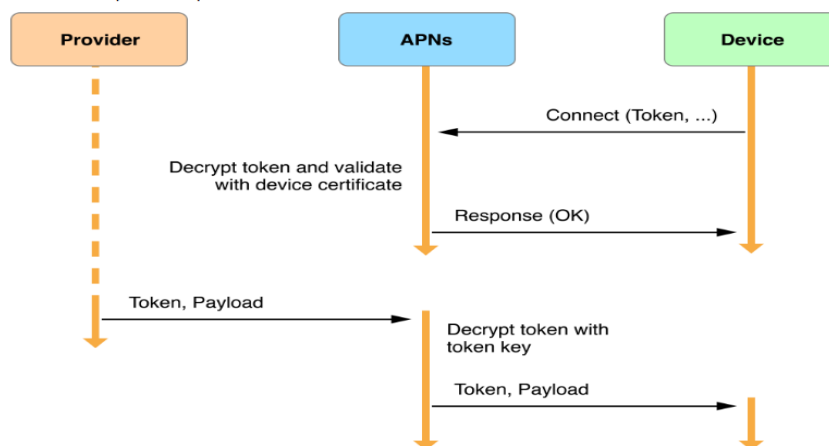 Provider
APNs
Device
Connect (Token, ...)
Decrypt token and validate
with device certificate
Response (OK)
Token, Payload
Decrypt token with
token key
Token, Payload